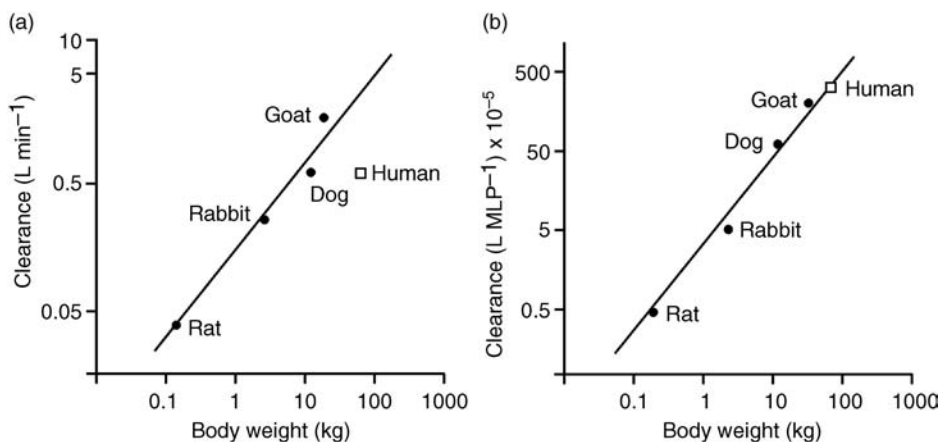 (a)
10
5
0.5
0.05
Clearance (L min⁻¹)
Goat
Human
Dog
Rabbit
Rat
0.1 1 10 100 1000
Body weight (kg)
(b)
500
50
5
0.5
Clearance (L MLP⁻¹) x 10⁻⁵
Goat
Human
Dog
Rabbit
Rat
0.1 1 10 100 1000
Body weight (kg)